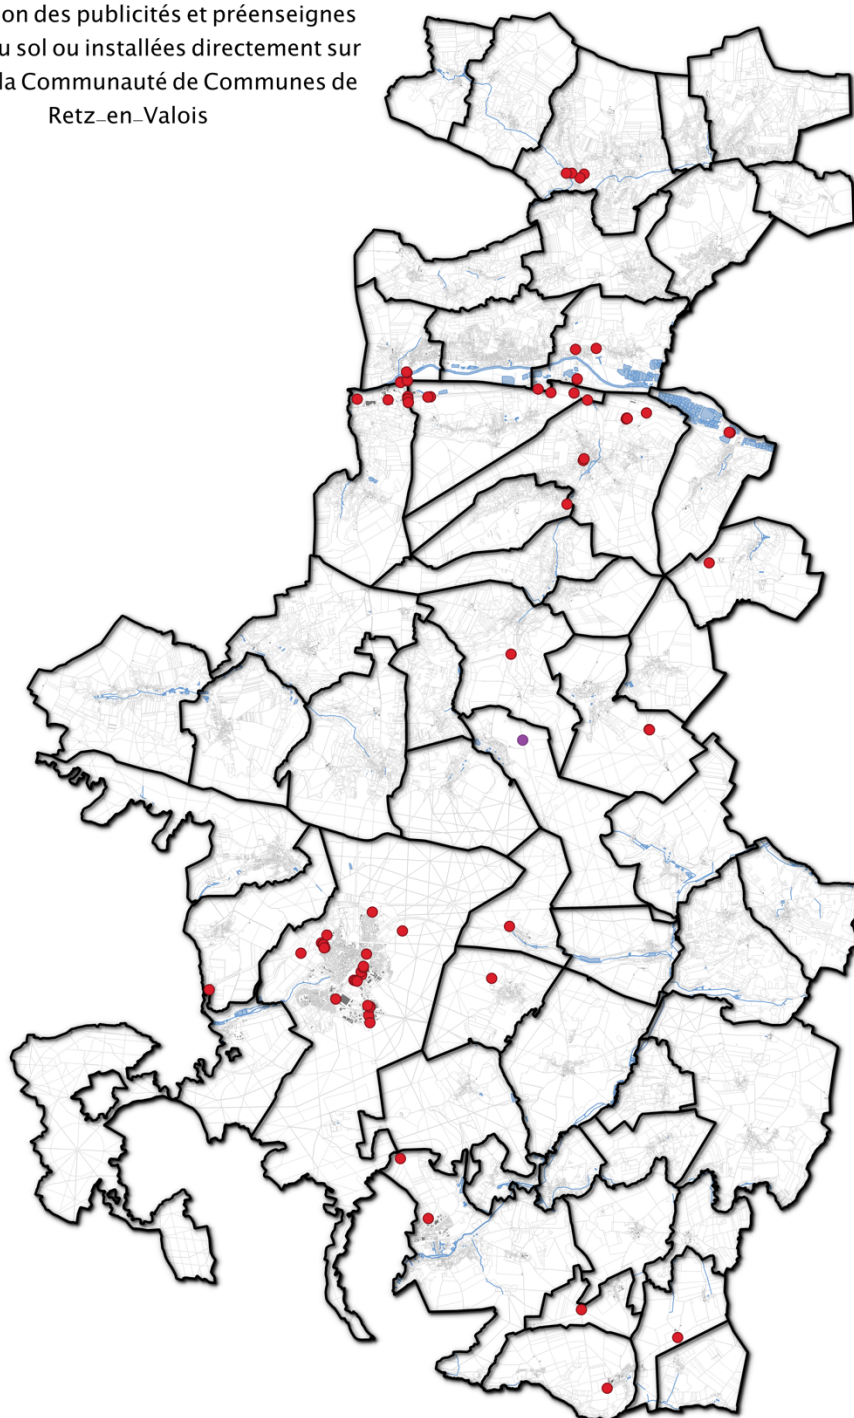 on des publicités et préenseignes
u sol ou installées directement sur
la Communauté de Communes de
Retz-en-Valois